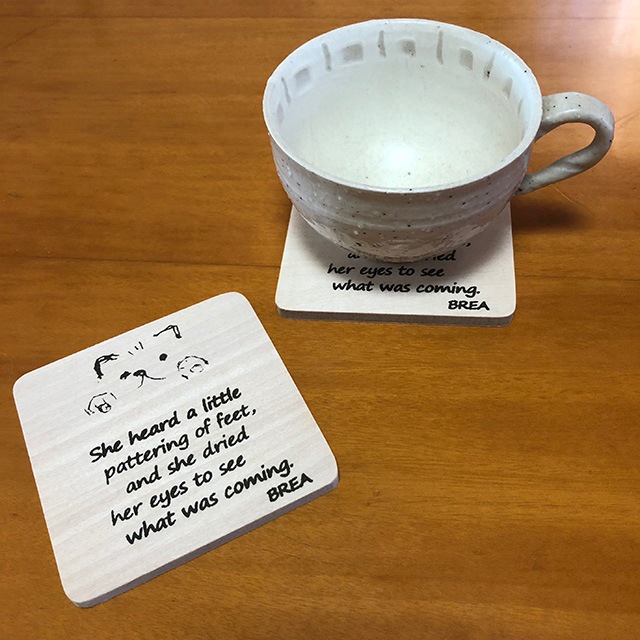 her eyes to see
what was coming.
BREA
She heard a little
pattering of feet,
and she dried
her eyes to see
what was coming.
BREA